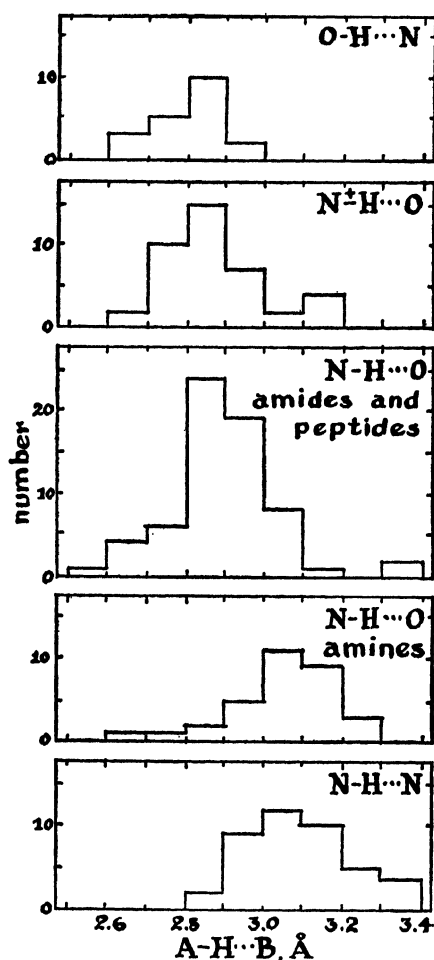 O-H···N
10
0
N±H···O
10
0
N-H···O
amides and
peptides
20
10
0
number
N-H···O
amines
10
0
N-H···N
10
0
2.6 2.8 3.0 3.2 3.4
A-H···B, Å